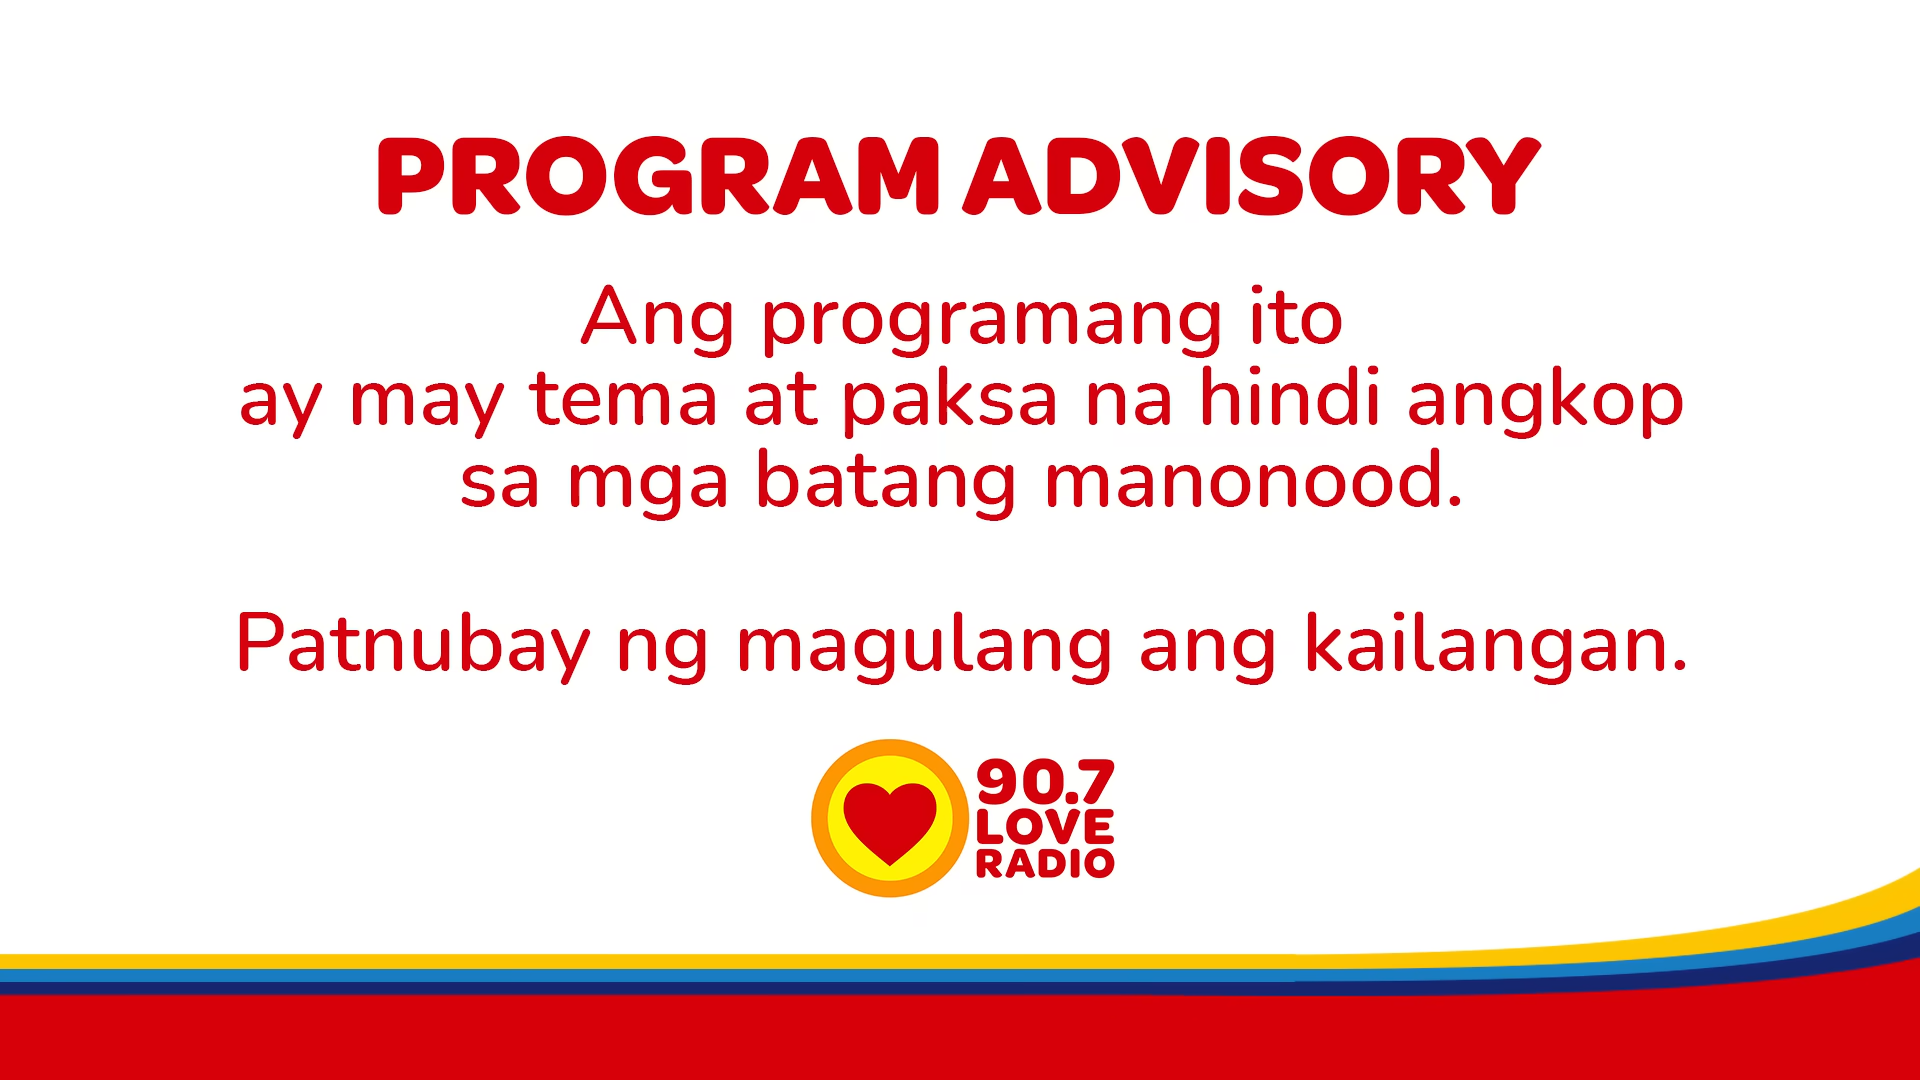 PROGRAM ADVISORY
Ang programang ito
ay may tema at paksa na hindi angkop
sa mga batang manonood.
Patnubay ng magulang ang kailangan.
90.7
LOVE
RADIO